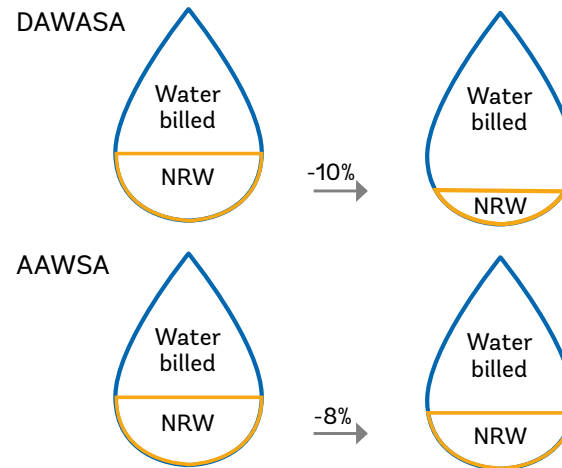 DAWASA
Water
billed
NRW
-10%
Water
billed
NRW
AAWSA
Water
billed
NRW
-8%
Water
billed
NRW